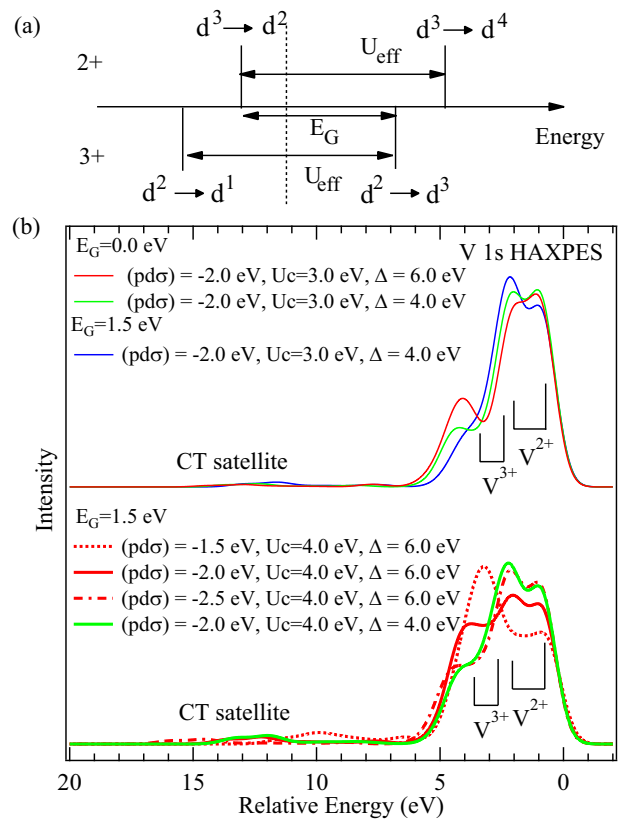 (a)
d³ → d² d³ → d⁴
2+ U_eff
E_G Energy
3+ U_eff
d² → d¹ d² → d³
(b)
E_G=0.0 eV V 1s HAXPES
(pdσ) = -2.0 eV, Uc=3.0 eV, Δ = 6.0 eV
(pdσ) = -2.0 eV, Uc=3.0 eV, Δ = 4.0 eV
E_G=1.5 eV
(pdσ) = -2.0 eV, Uc=3.0 eV, Δ = 4.0 eV
CT satellite V³⁺ V²⁺
Intensity
E_G=1.5 eV
(pdσ) = -1.5 eV, Uc=4.0 eV, Δ = 6.0 eV
(pdσ) = -2.0 eV, Uc=4.0 eV, Δ = 6.0 eV
(pdσ) = -2.5 eV, Uc=4.0 eV, Δ = 6.0 eV
(pdσ) = -2.0 eV, Uc=4.0 eV, Δ = 4.0 eV
CT satellite V³⁺ V²⁺
20 15 10 5 0
Relative Energy (eV)